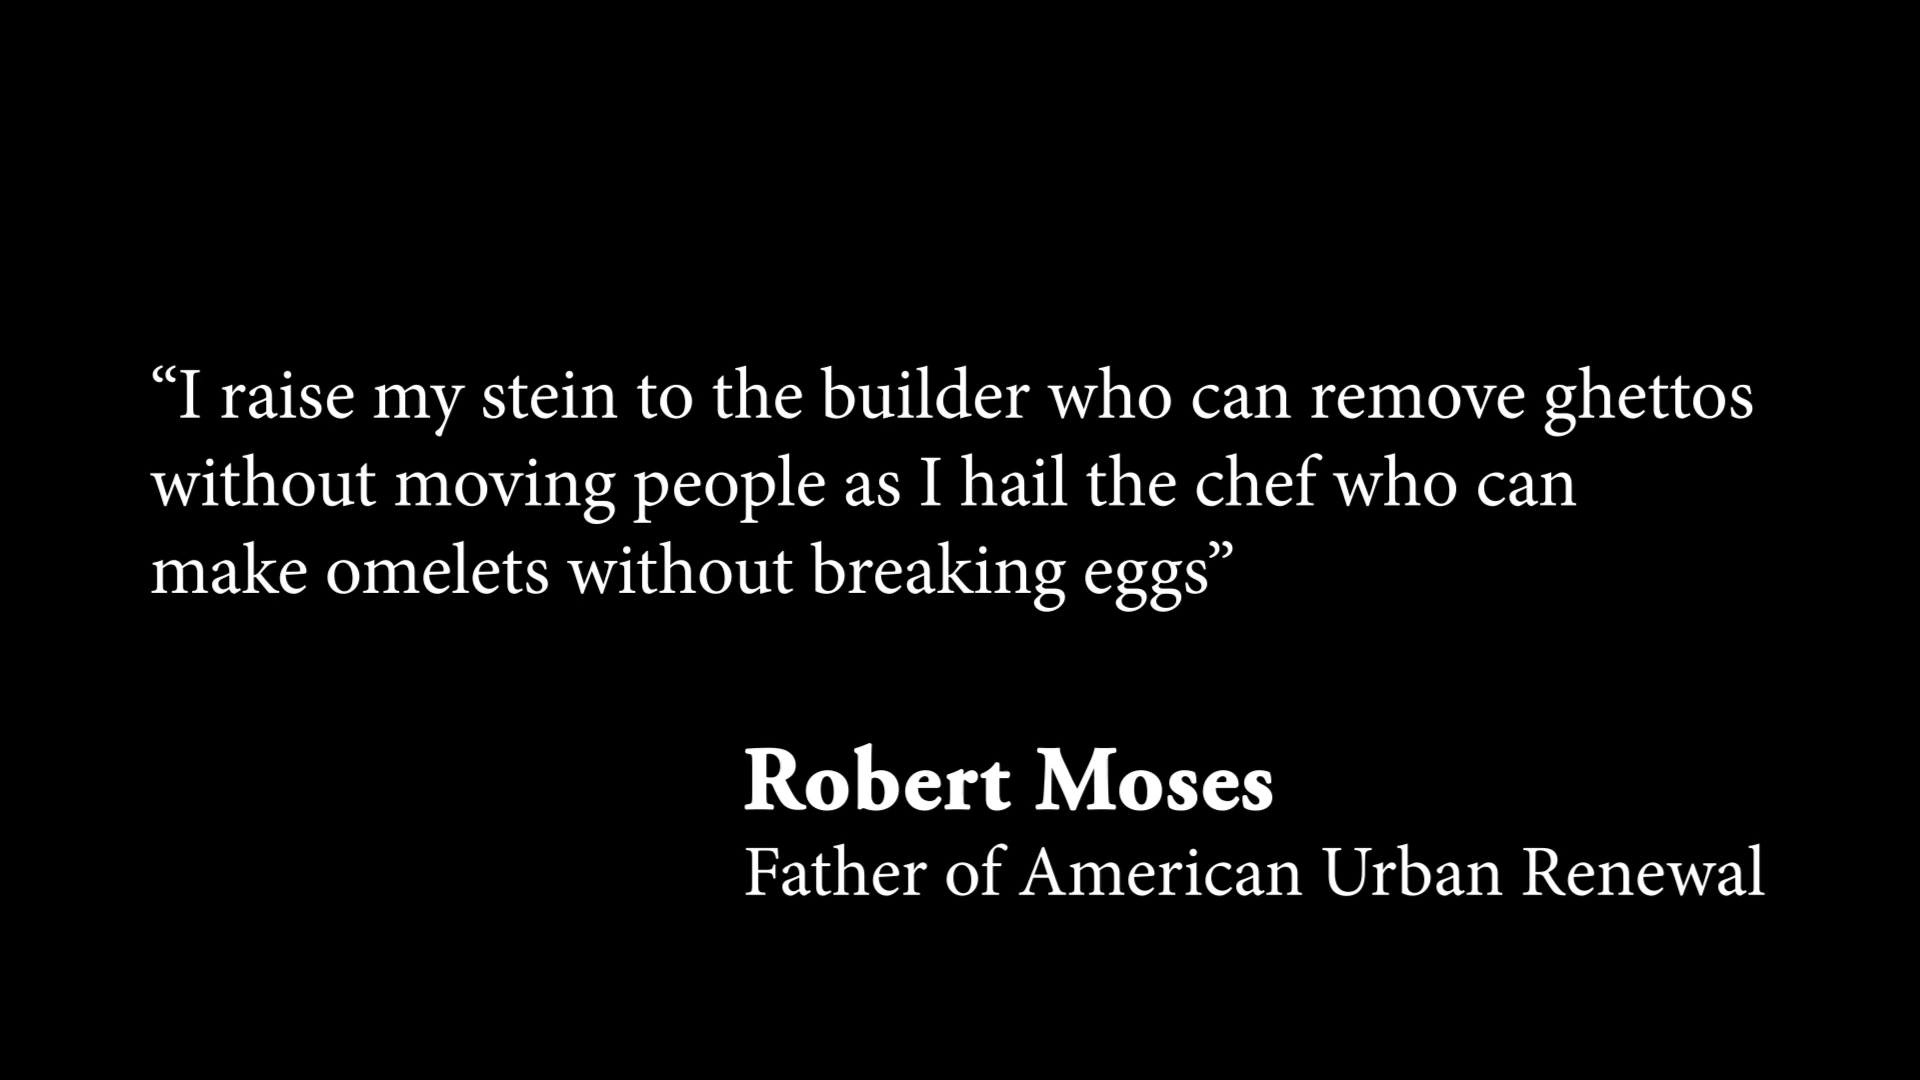 “I raise my stein to the builder who can remove ghettos
without moving people as I hail the chef who can
make omelets without breaking eggs”
Robert Moses
Father of American Urban Renewal